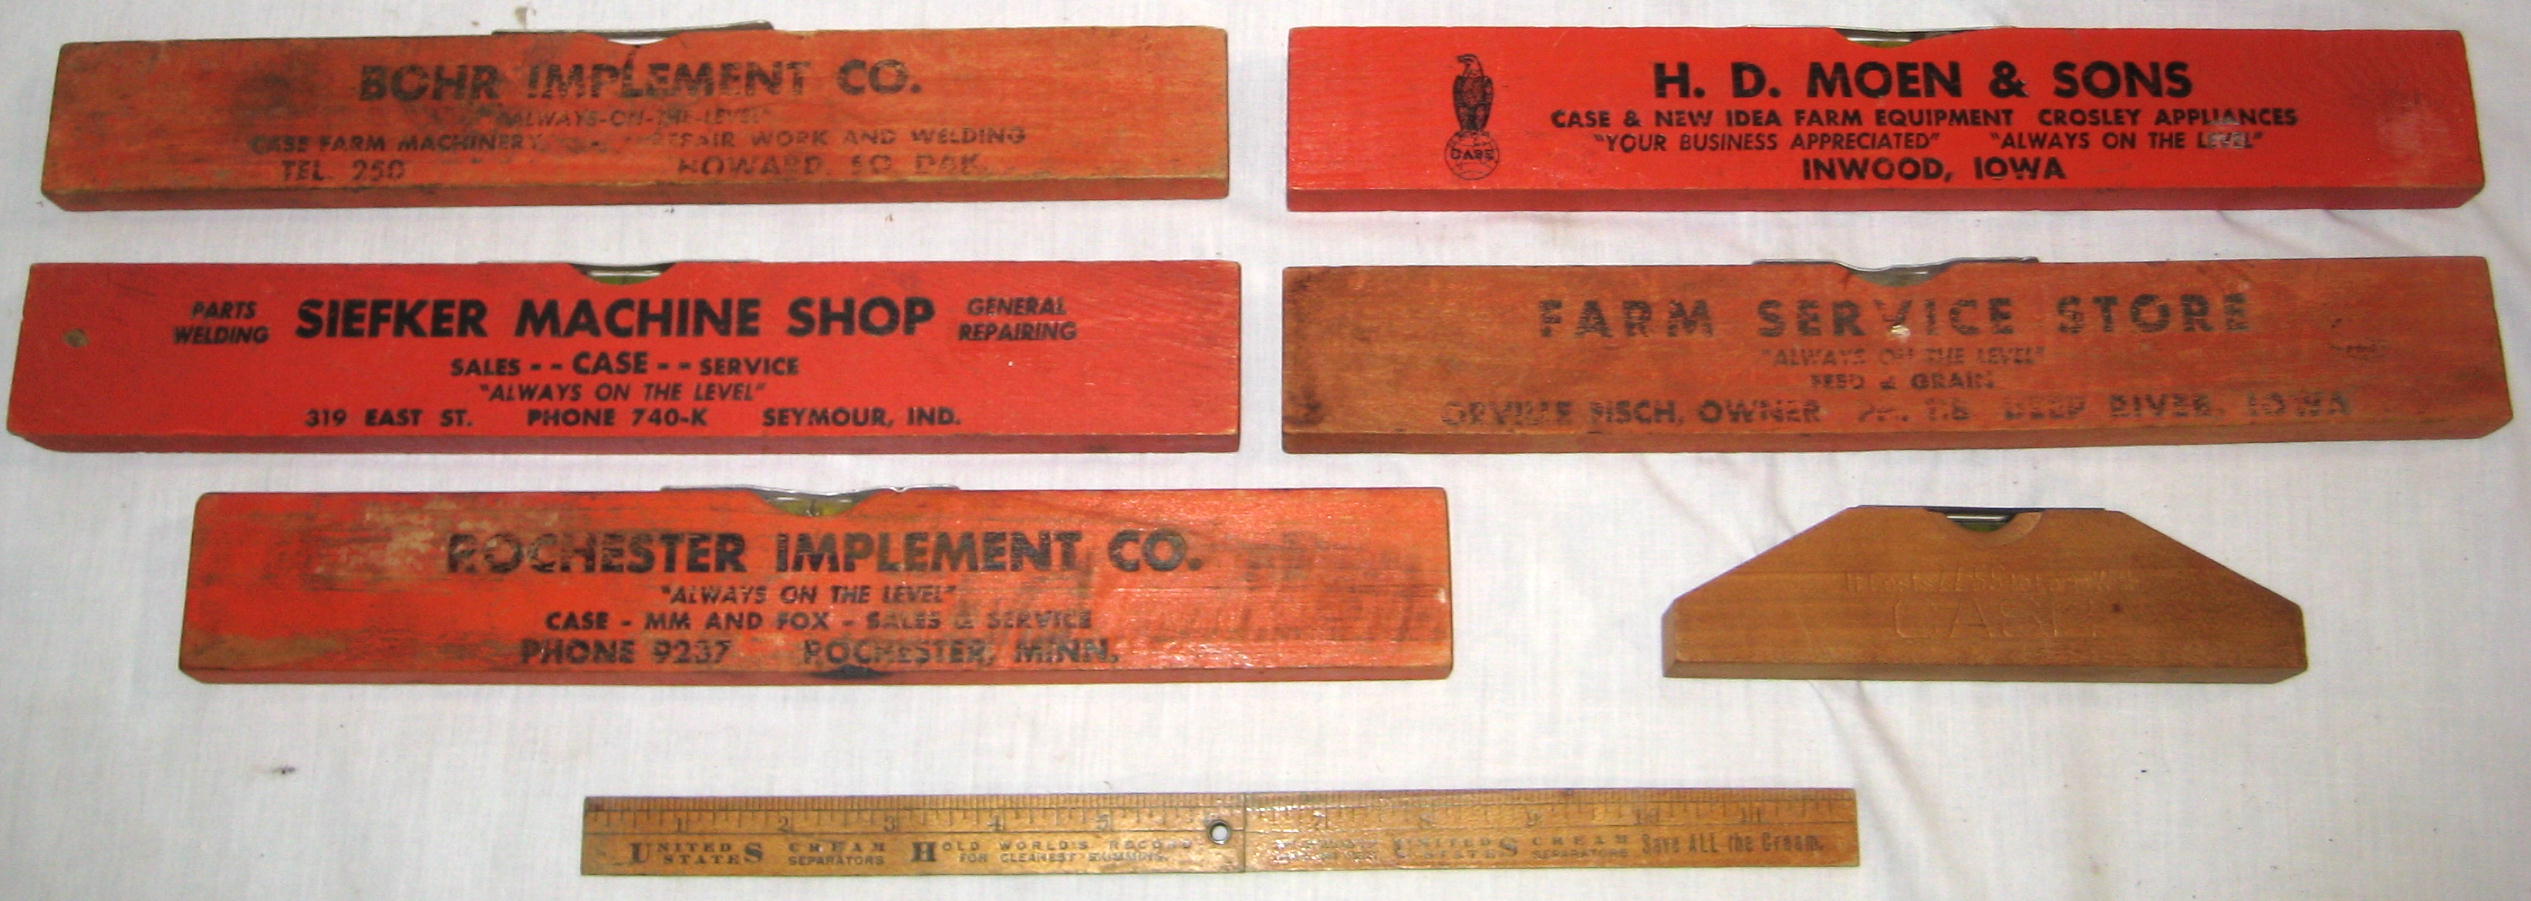 BOHR IMPLEMENT CO.
"ALWAYS-ON-THE-LEVEL"
CASE FARM MACHINERY REPAIR WORK AND WELDING
TEL. 250 HOWARD, SO. DAK.
CASE
H. D. MOEN & SONS
CASE & NEW IDEA FARM EQUIPMENT CROSLEY APPLIANCES
"YOUR BUSINESS APPRECIATED" "ALWAYS ON THE LEVEL"
INWOOD, IOWA
PARTS
WELDING
SIEFKER MACHINE SHOP
GENERAL
REPAIRING
SALES - - CASE - - SERVICE
"ALWAYS ON THE LEVEL"
319 EAST ST. PHONE 740-K SEYMOUR, IND.
FARM SERVICE STORE
"ALWAYS ON THE LEVEL"
FEED & GRAIN
ORVILLE OWNER DEEP RIVER, IOWA
ROCHESTER IMPLEMENT CO.
"ALWAYS ON THE LEVEL"
CASE - MM AND FOX - SALES & SERVICE
PHONE 9237 ROCHESTER, MINN.
CASE
1 2 3 4 5 7 8 9 10 11
UNITED STATES CREAM SEPARATORS HOLD WORLD'S RECORD FOR CLEANEST SKIMMING.
UNITED STATES CREAM SEPARATORS Save ALL the Cream.